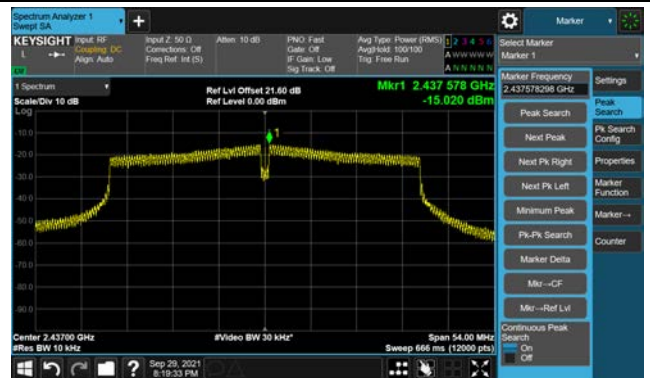 Spectrum Analyzer 1
Swept SA
Marker
KEYSIGHT
Input: RF
Input Z: 50 Ω
Atten: 10 dB
PNO: Fast
Avg Type: Power (RMS)
1 2 3 4 5 6
L
Coupling: DC
Corrections: Off
Gate: Off
Avg|Hold: 100/100
A W W W W W
Align: Auto
Freq Ref: Int (S)
IF Gain: Low
Trig: Free Run
Sig Track: Off
A N N N N N
Select Marker
Marker 1
1 Spectrum
Ref Lvl Offset 21.60 dB
Mkr1 2.437 578 GHz
Scale/Div 10 dB
Ref Level 0.00 dBm
-15.020 dBm
Log
1
-10.0
-20.0
-30.0
-40.0
-50.0
-60.0
-70.0
-80.0
-90.0
Center 2.43700 GHz
#Video BW 30 kHz*
Span 54.00 MHz
#Res BW 10 kHz
Sweep 666 ms (12000 pts)
Marker Frequency
2.437578298 GHz
Peak Search
Next Peak
Next Pk Right
Next Pk Left
Minimum Peak
Pk-Pk Search
Marker Delta
Mkr→CF
Mkr→Ref Lvl
Continuous Peak
Search
On
Off
Settings
Peak
Search
Pk Search
Config
Properties
Marker
Function
Marker→
Counter
?
Sep 29, 2021
8:19:33 PM